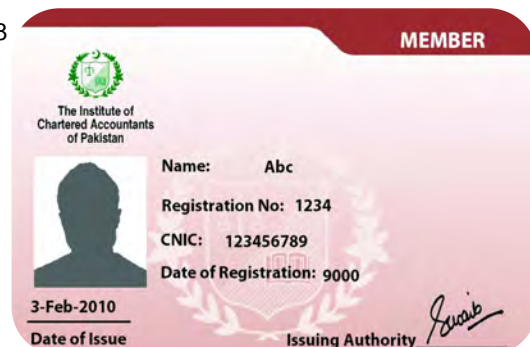 3
MEMBER
The Institute of
Chartered Accountants
of Pakistan
Name: Abc
Registration No: 1234
CNIC: 123456789
Date of Registration: 9000
3-Feb-2010
Date of Issue
Issuing Authority